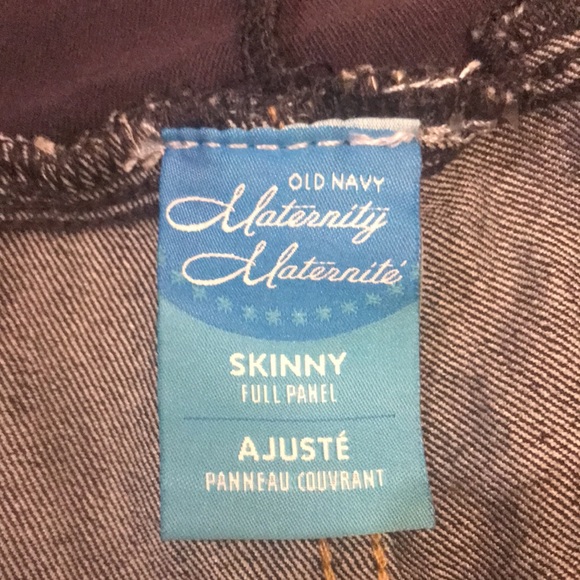 OLD NAVY
Maternity
Maternité
SKINNY
FULL PANEL
AJUSTÉ
PANNEAU COUVRANT